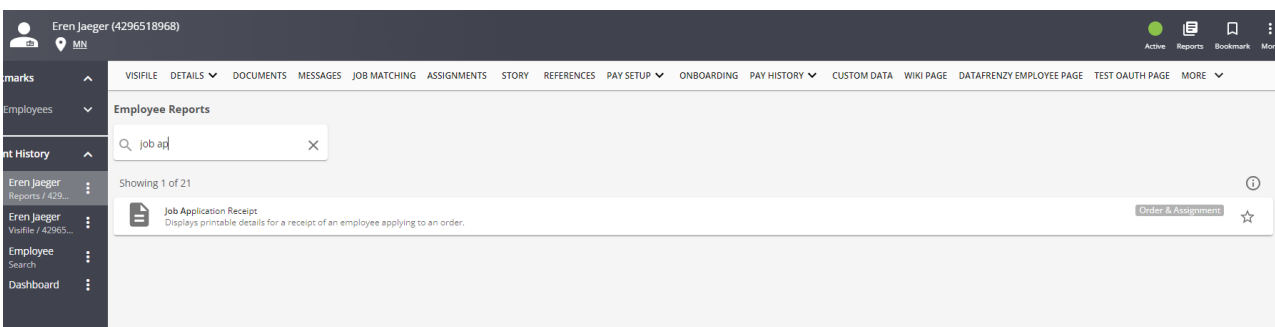 Eren Jaeger (4296518968)
MN
Active Reports Bookmark Mor
kmarks
VISIFILE DETAILS DOCUMENTS MESSAGES JOB MATCHING ASSIGNMENTS STORY REFERENCES PAY SETUP ONBOARDING PAY HISTORY CUSTOM DATA WIKI PAGE DATAFRENZY EMPLOYEE PAGE TEST OAUTH PAGE MORE
Employees
Employee Reports
job ap
nt History
Showing 1 of 21
Eren Jaeger
Reports / 429...
Job Application Receipt
Displays printable details for a receipt of an employee applying to an order.
Order & Assignment
Eren Jaeger
Visifile / 42965...
Employee
Search
Dashboard